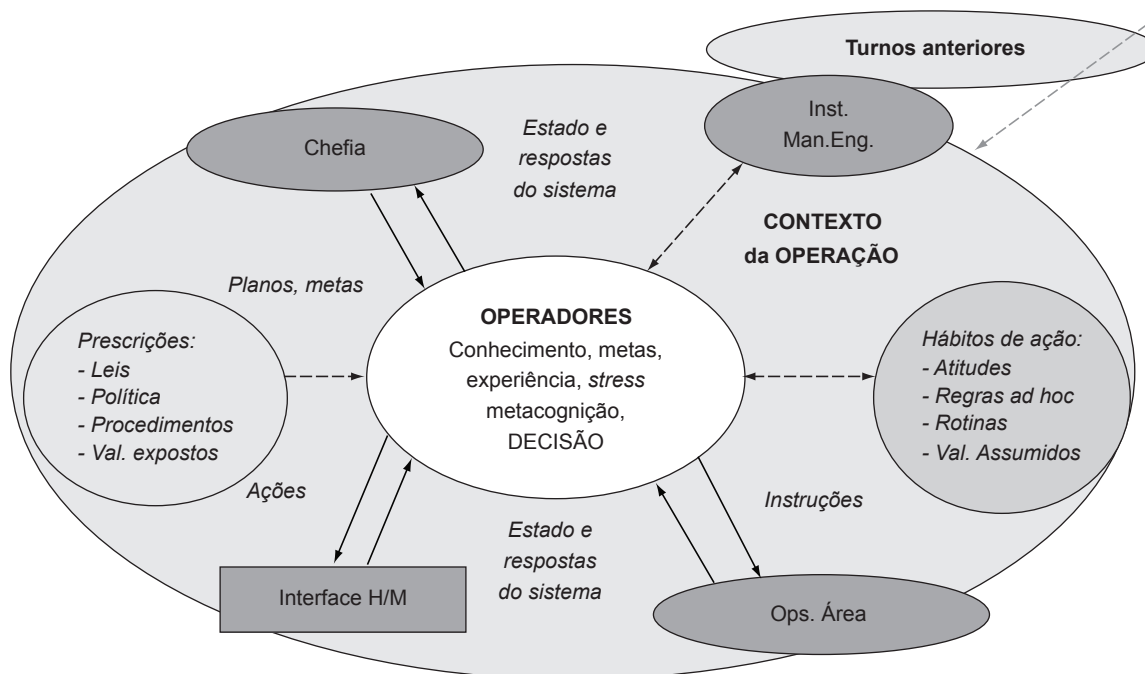 Turnos anteriores
Inst.
Man.Eng.
Chefia
Estado e
respostas
do sistema
CONTEXTO
da OPERAÇÃO
Planos, metas
OPERADORES
Conhecimento, metas,
experiência, stress
metacognição,
DECISÃO
Prescrições:
- Leis
- Política
- Procedimentos
- Val. expostos
Hábitos de ação:
- Atitudes
- Regras ad hoc
- Rotinas
- Val. Assumidos
Ações
Instruções
Estado e
respostas
do sistema
Interface H/M
Ops. Área